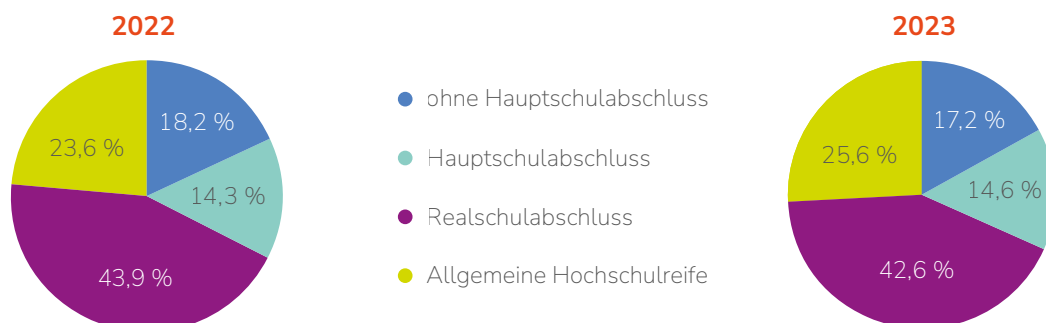 2022
18,2 %
14,3 %
43,9 %
23,6 %
ohne Hauptschulabschluss
Hauptschulabschluss
Realschulabschluss
Allgemeine Hochschulreife
2023
17,2 %
14,6 %
42,6 %
25,6 %